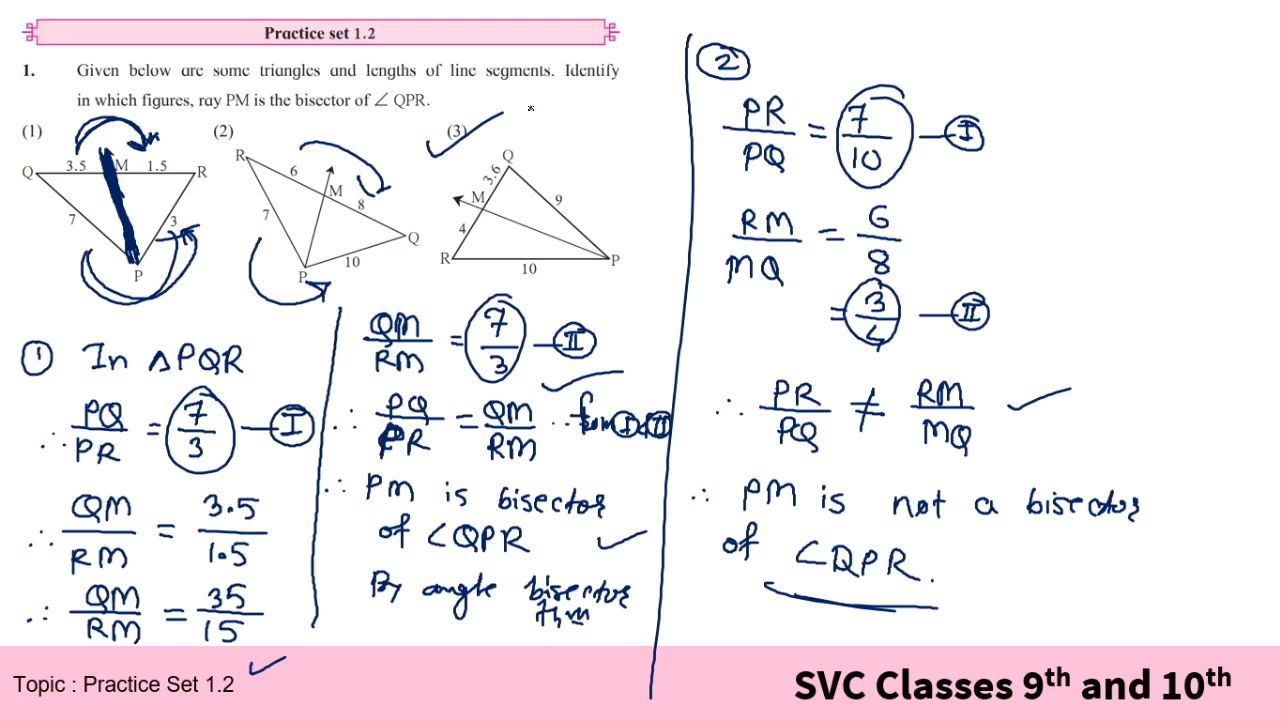 Practice set 1.2
1. Given below are some triangles and lengths of line segments. Identify
in which figures, ray PM is the bisector of ∠ QPR.
(1) (2) (3)
Q 3.5 M 1.5 R
7 3
P
R 6 M 8 Q
7 10
P
Q
3.6 M 9
4
R 10 P
① In △PQR
∴ PQ/PR = 7/3 — Ⓘ
∴ QM/RM = 3.5/1.5
∴ QM/RM = 35/15
QM/RM = 7/3 — Ⅱ
∴ PQ/PR = QM/RM ∵ from I & II
∴ PM is bisector
of ∠QPR
By angle bisector
thm
②
PR/PQ = 7/10 — Ⓘ
RM/MQ = 6/8
= 3/4 — Ⅱ
∴ PR/PQ ≠ RM/MQ
∴ PM is not a bisector
of ∠QPR.
Topic : Practice Set 1.2
SVC Classes 9th and 10th